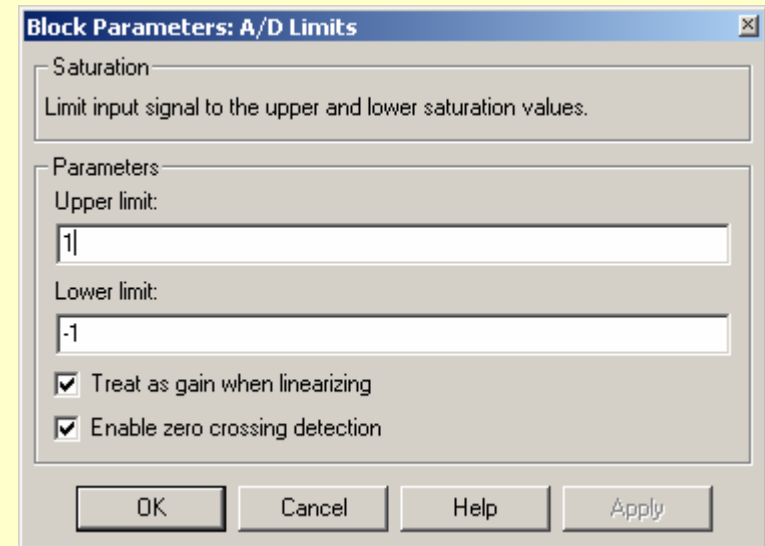 Block Parameters: A/D Limits
Saturation
Limit input signal to the upper and lower saturation values.
Parameters
Upper limit:
1
Lower limit:
-1
Treat as gain when linearizing
Enable zero crossing detection
OK Cancel Help Apply